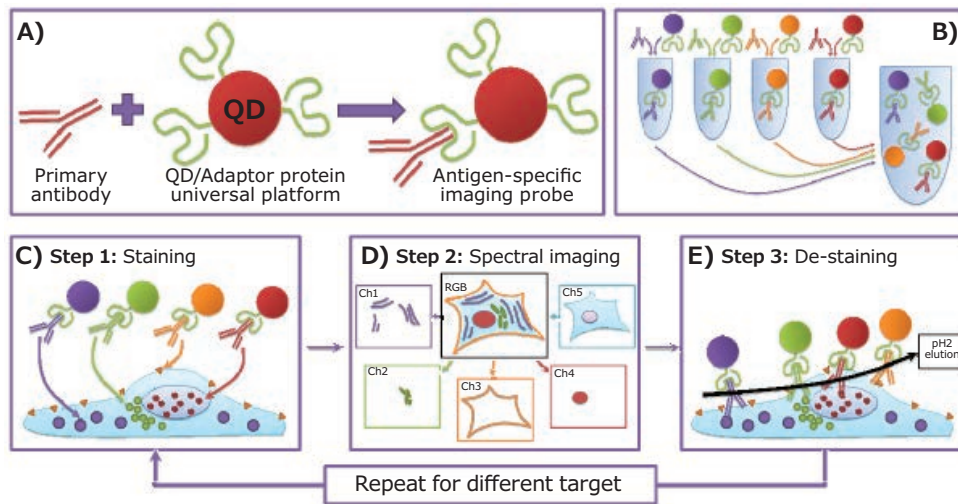 A)
QD
Primary
antibody
QD/Adaptor protein
universal platform
Antigen-specific
imaging probe
B)
C) Step 1: Staining
D) Step 2: Spectral imaging
Ch1
RGB
Ch5
Ch2
Ch3
Ch4
E) Step 3: De-staining
pH2
elution
Repeat for different target